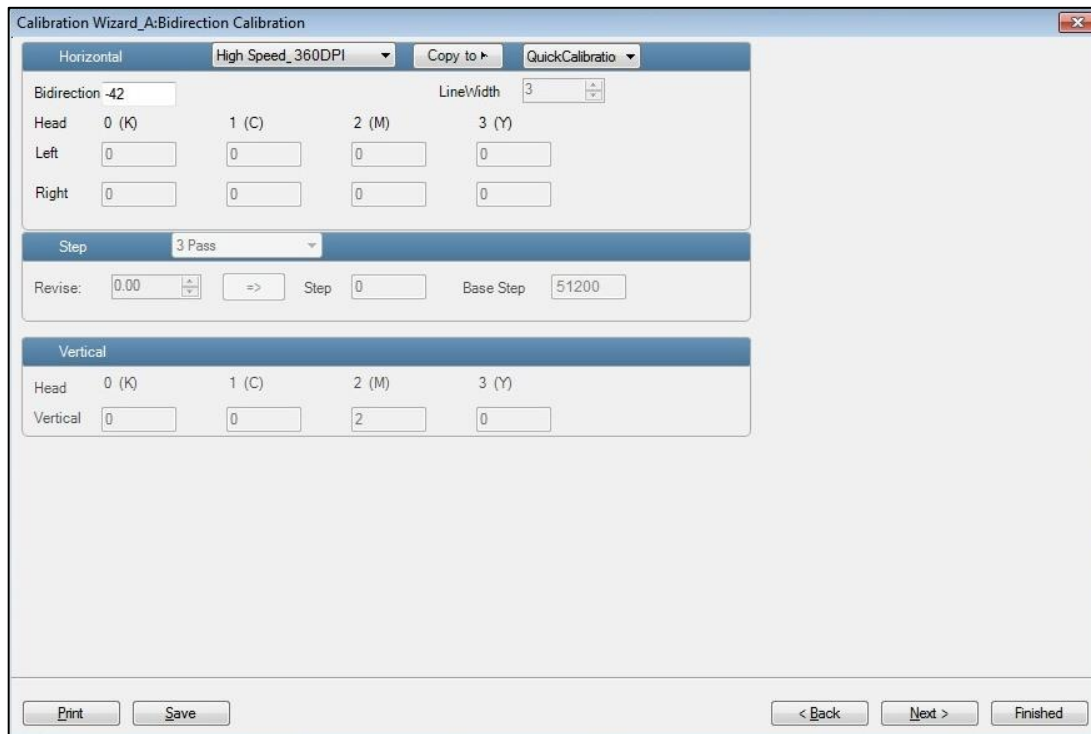 Calibration Wizard_A:Bidirection Calibration
Horizontal High Speed_360DPI Copy to QuickCalibratio
Bidirection -42 LineWidth 3
Head 0 (K) 1 (C) 2 (M) 3 (Y)
Left 0 0 0 0
Right 0 0 0 0
Step 3 Pass
Revise: 0.00 => Step 0 Base Step 51200
Vertical
Head 0 (K) 1 (C) 2 (M) 3 (Y)
Vertical 0 0 2 0
Print Save < Back Next > Finished